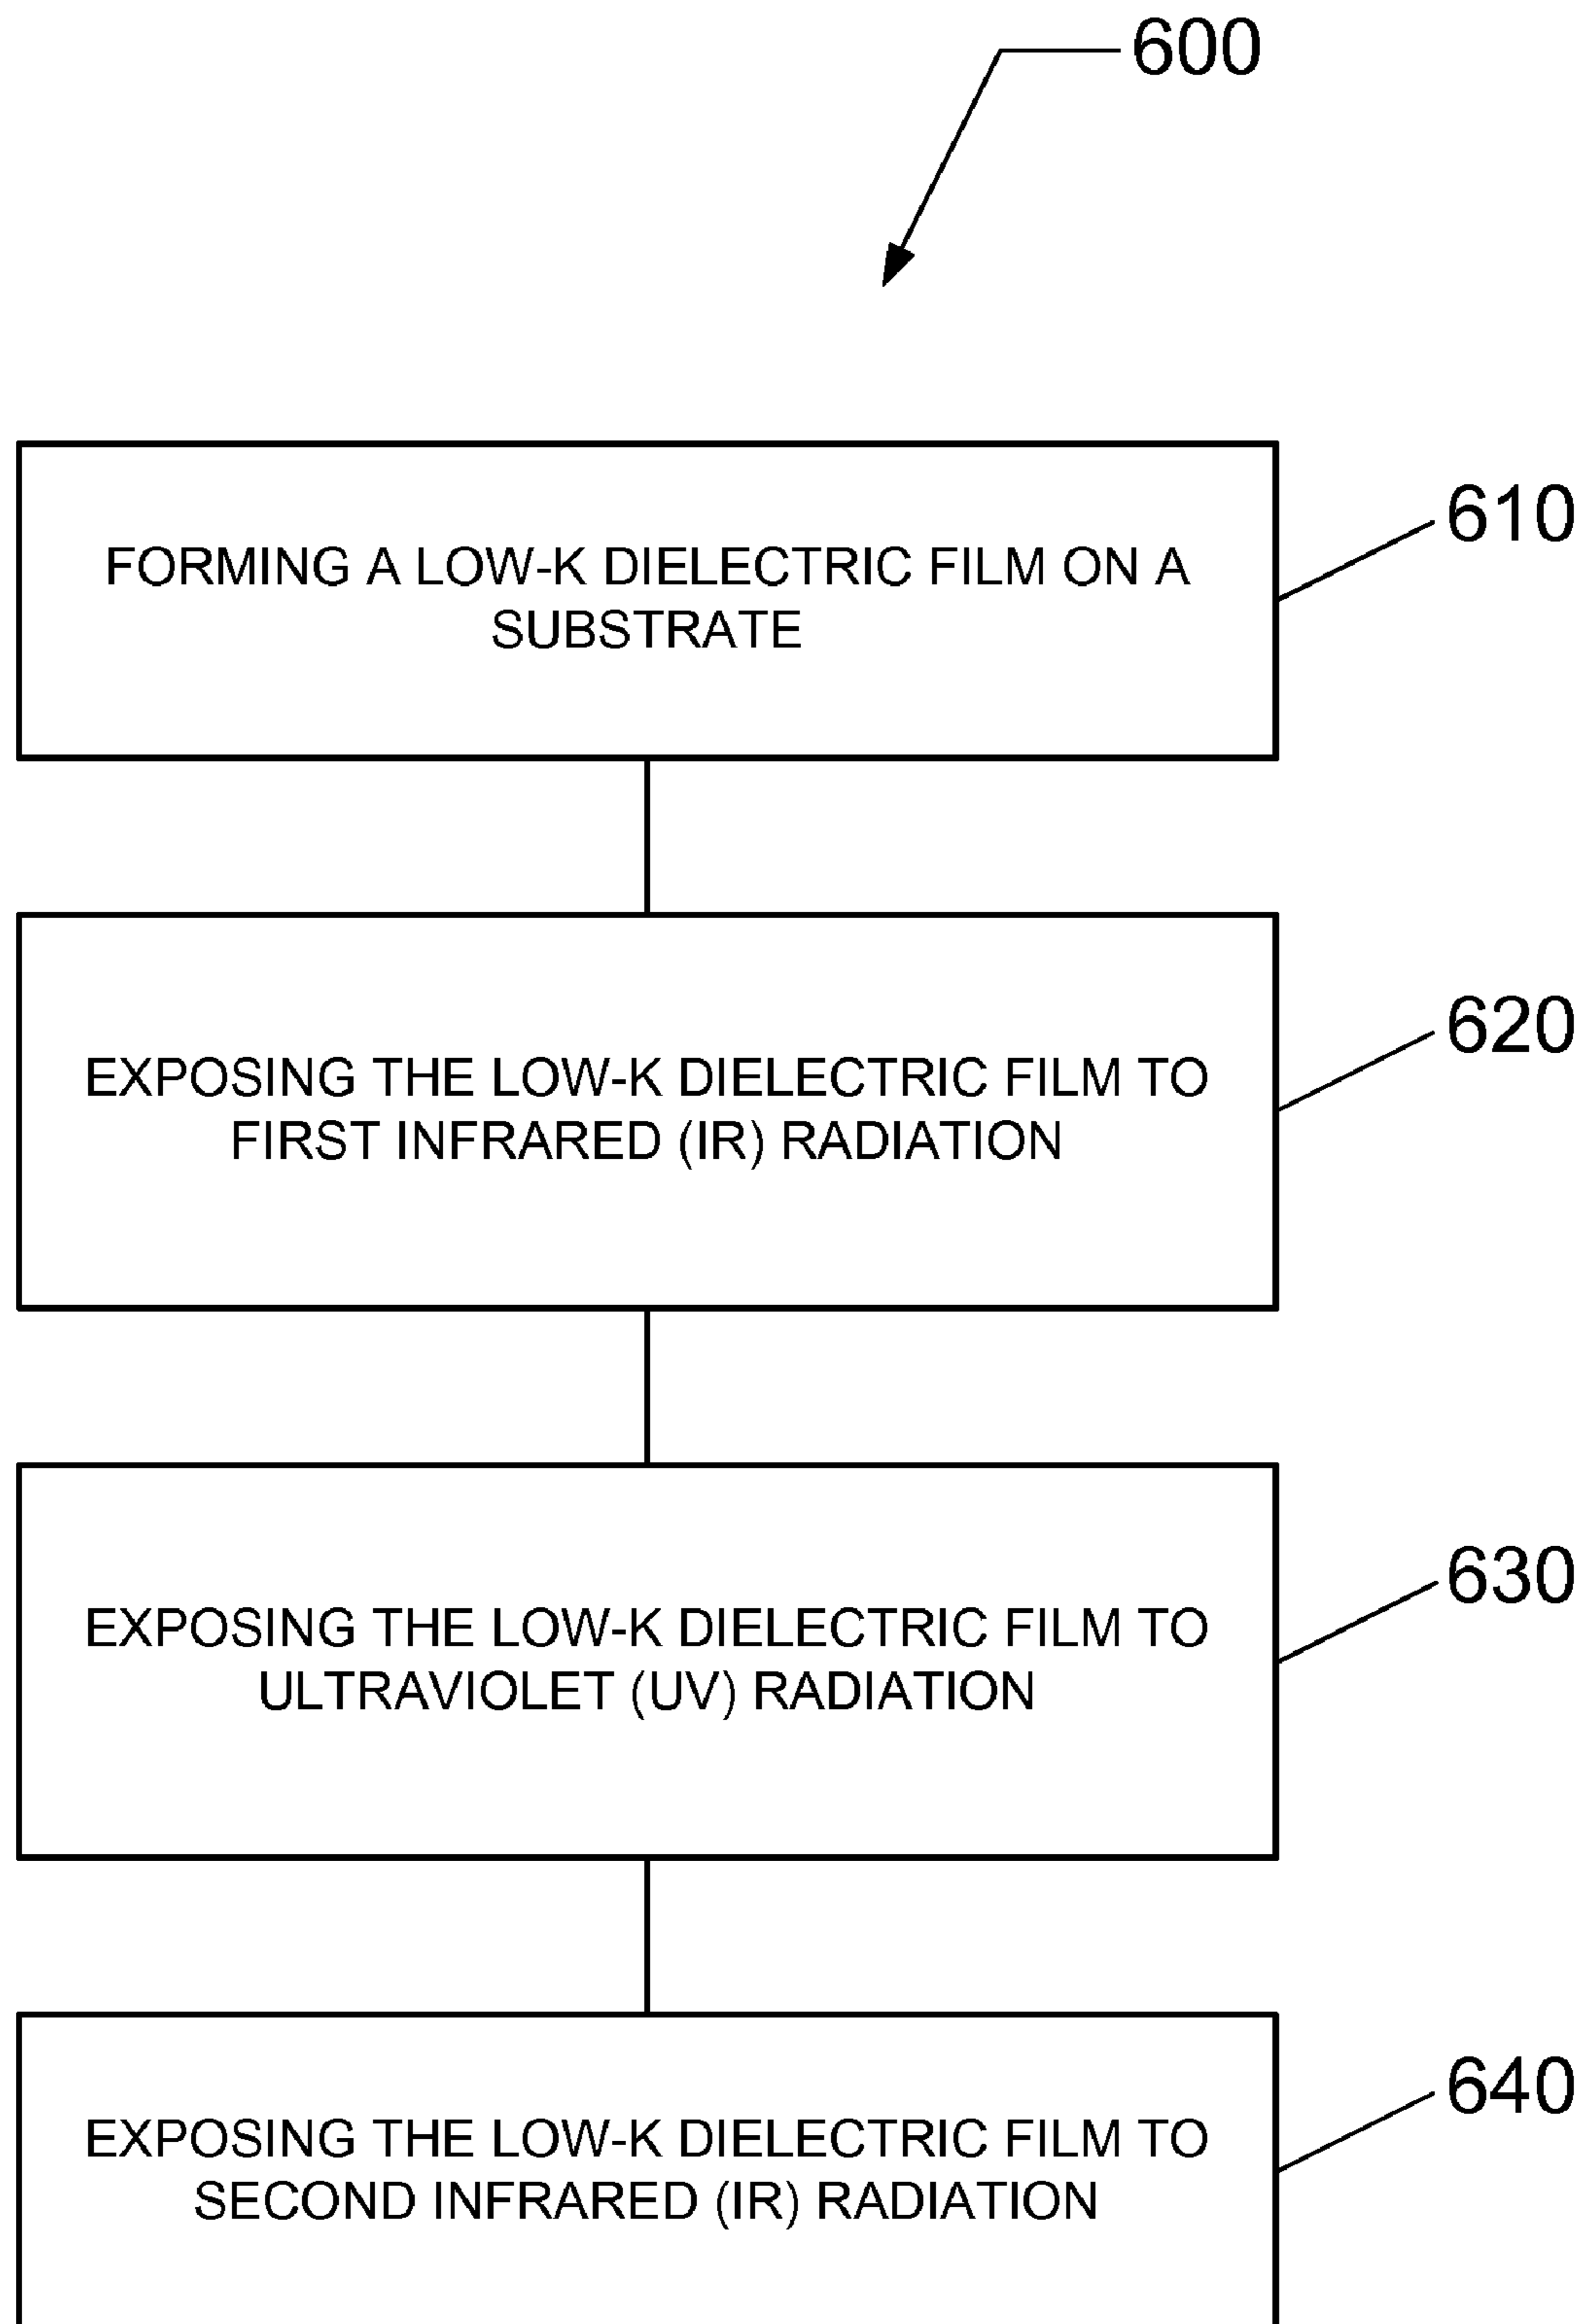 600
FORMING A LOW-K DIELECTRIC FILM ON A
SUBSTRATE
610
EXPOSING THE LOW-K DIELECTRIC FILM TO
FIRST INFRARED (IR) RADIATION
620
EXPOSING THE LOW-K DIELECTRIC FILM TO
ULTRAVIOLET (UV) RADIATION
630
EXPOSING THE LOW-K DIELECTRIC FILM TO
SECOND INFRARED (IR) RADIATION
640